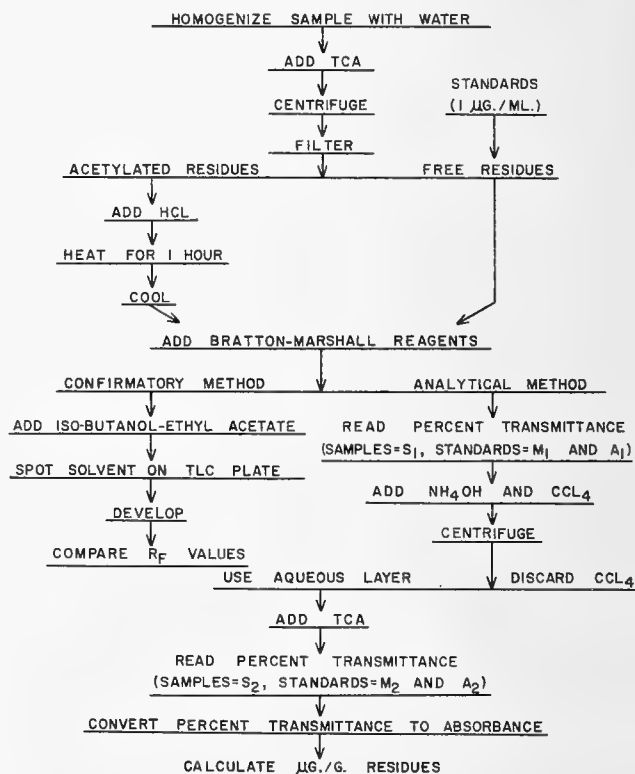 HOMOGENIZE SAMPLE WITH WATER
ADD TCA
STANDARDS
(1 µG./ML.)
CENTRIFUGE
FILTER
ACETYLATED RESIDUES
FREE RESIDUES
ADD HCL
HEAT FOR 1 HOUR
COOL
ADD BRATTON-MARSHALL REAGENTS
CONFIRMATORY METHOD
ANALYTICAL METHOD
ADD ISO-BUTANOL-ETHYL ACETATE
SPOT SOLVENT ON TLC PLATE
DEVELOP
COMPARE RF VALUES
READ PERCENT TRANSMITTANCE
(SAMPLES=S1, STANDARDS=M1 AND A1)
ADD NH4OH AND CCL4
CENTRIFUGE
USE AQUEOUS LAYER
DISCARD CCL4
ADD TCA
READ PERCENT TRANSMITTANCE
(SAMPLES=S2, STANDARDS=M2 AND A2)
CONVERT PERCENT TRANSMITTANCE TO ABSORBANCE
CALCULATE µG./G. RESIDUES